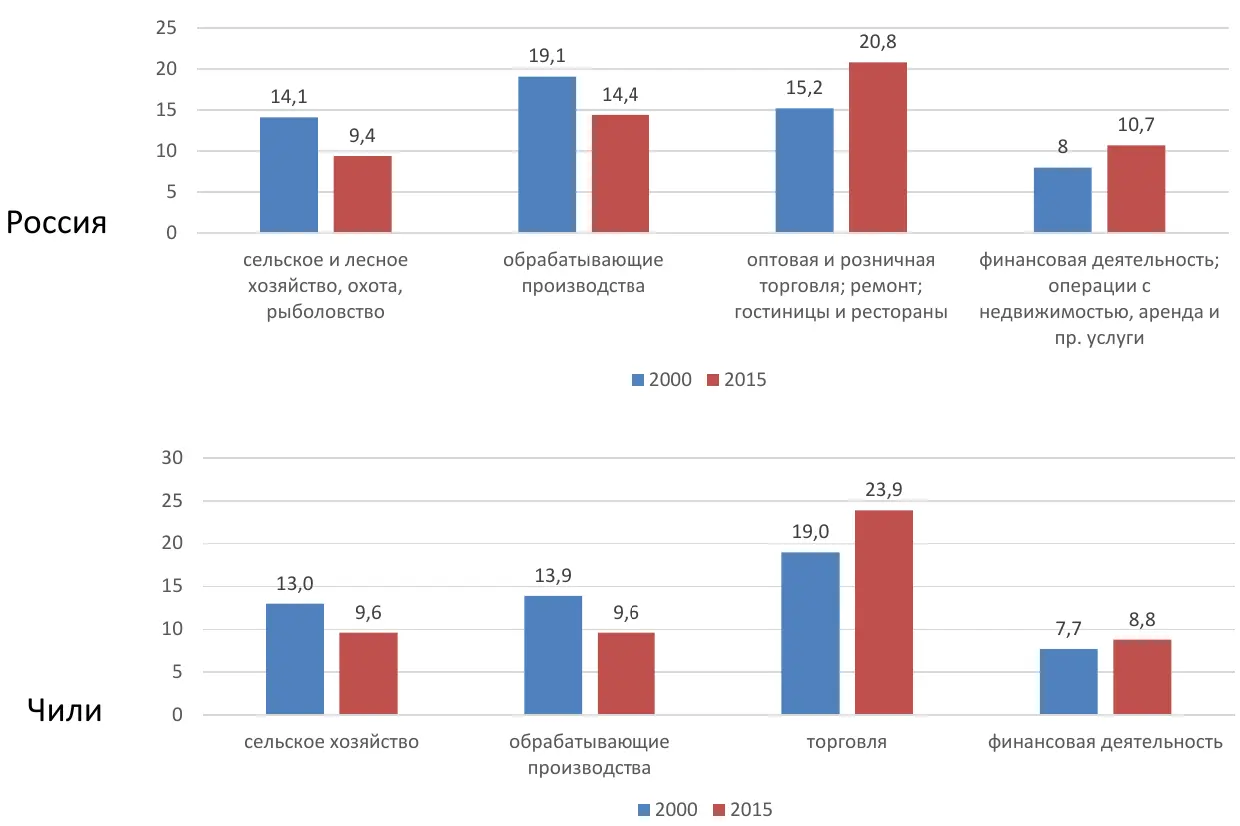 25
20
15
10
5
0
14,1
9,4
19,1
14,4
15,2
20,8
8
10,7
Россия
сельское и лесное
хозяйство, охота,
рыболовство
обрабатывающие
производства
оптовая и розничная
торговля; ремонт;
гостиницы и рестораны
финансовая деятельность;
операции с
недвижимостью, аренда и
пр. услуги
2000 2015
30
25
20
15
10
5
0
13,0
9,6
13,9
9,6
19,0
23,9
7,7
8,8
Чили
сельское хозяйство
обрабатывающие
производства
торговля
финансовая деятельность
2000 2015